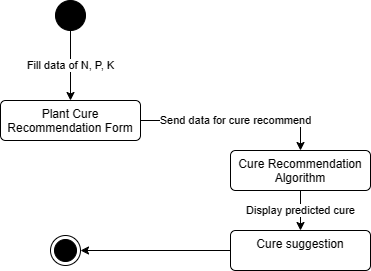 Fill data of N, P, K
Plant Cure
Recommendation Form
Send data for cure recommend
Cure Recommendation
Algorithm
Display predicted cure
Cure suggestion